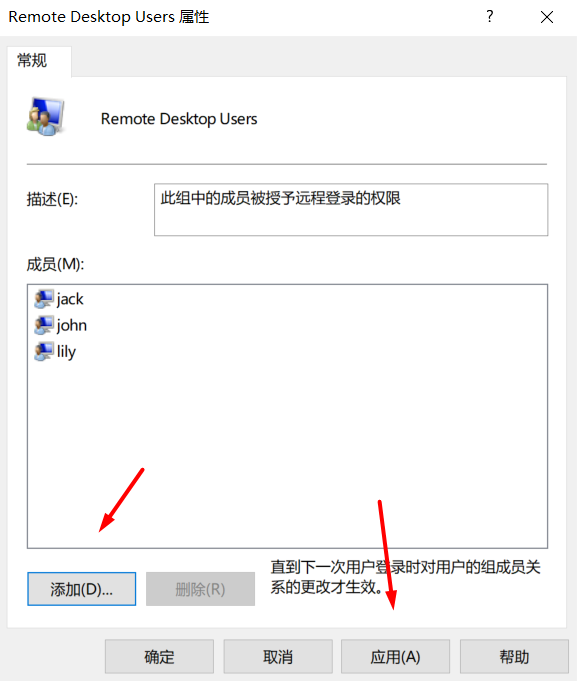 Remote Desktop Users 属性
?
常规
Remote Desktop Users
描述(E):
此组中的成员被授予远程登录的权限
成员(M):
jack
john
lily
添加(D)...
删除(R)
直到下一次用户登录时对用户的组成员关
系的更改才生效。
确定
取消
应用(A)
帮助